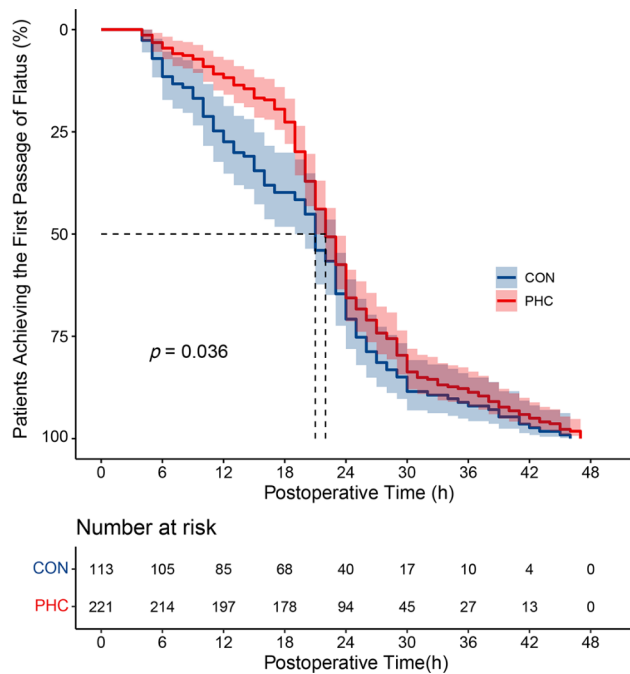 Patients Achieving the First Passage of Flatus (%)
0
25
50
75
100
CON
PHC
p = 0.036
0 6 12 18 24 30 36 42 48
Postoperative Time (h)
Number at risk
CON 113 105 85 68 40 17 10 4 0
PHC 221 214 197 178 94 45 27 13 0
0 6 12 18 24 30 36 42 48
Postoperative Time(h)